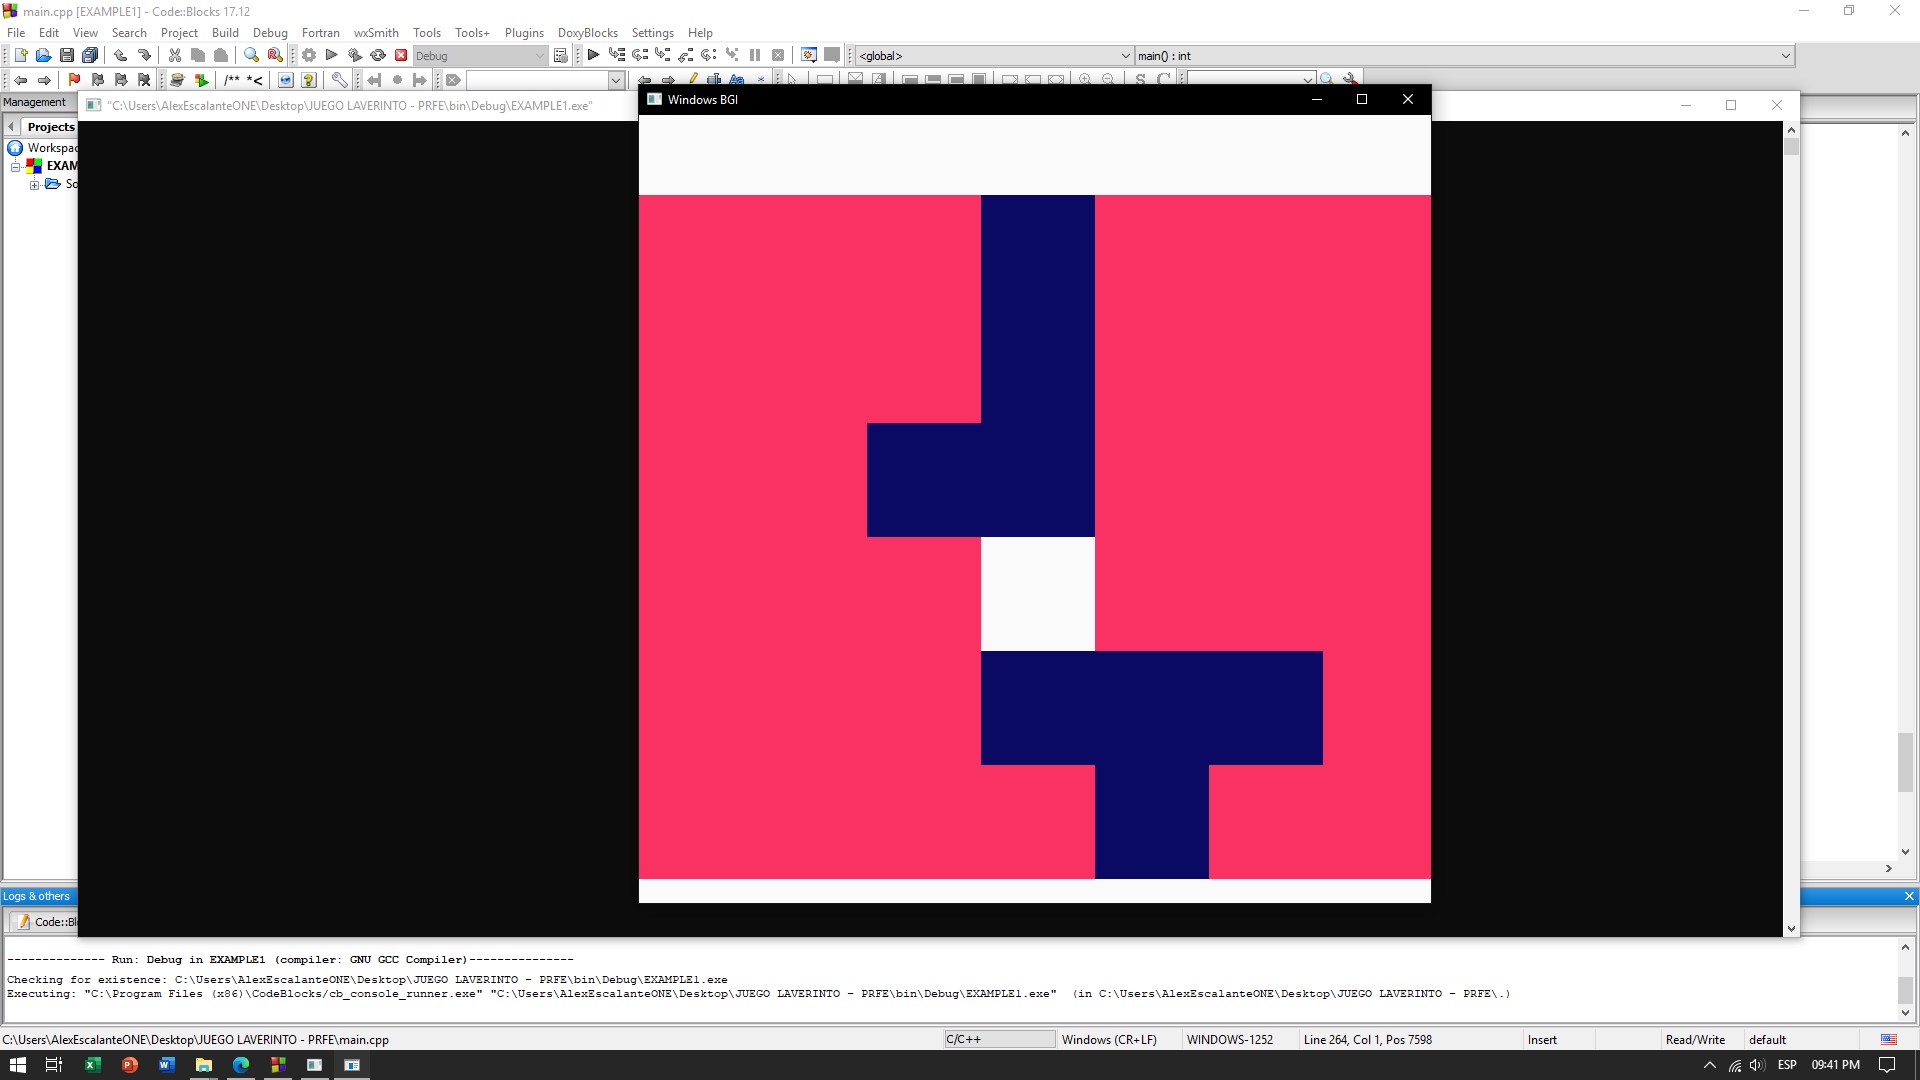 main.cpp [EXAMPLE1] - Code::Blocks 17.12
File Edit View Search Project Build Debug Fortran wxSmith Tools Tools+ Plugins DoxyBlocks Settings Help
Debug <global> main() : int
/** *<
Management
"C:\Users\AlexEscalanteONE\Desktop\JUEGO LAVERINTO - PRFE\bin\Debug\EXAMPLE1.exe"
Windows BGI
Projects
Workspac
EXAM
So
Logs & others
Code::Bl
-------------- Run: Debug in EXAMPLE1 (compiler: GNU GCC Compiler)---------------
Checking for existence: C:\Users\AlexEscalanteONE\Desktop\JUEGO LAVERINTO - PRFE\bin\Debug\EXAMPLE1.exe
Executing: "C:\Program Files (x86)\CodeBlocks/cb_console_runner.exe" "C:\Users\AlexEscalanteONE\Desktop\JUEGO LAVERINTO - PRFE\bin\Debug\EXAMPLE1.exe"  (in C:\Users\AlexEscalanteONE\Desktop\JUEGO LAVERINTO - PRFE\.)
C:\Users\AlexEscalanteONE\Desktop\JUEGO LAVERINTO - PRFE\main.cpp C/C++ Windows (CR+LF) WINDOWS-1252 Line 264, Col 1, Pos 7598 Insert Read/Write default
ESP 09:41 PM